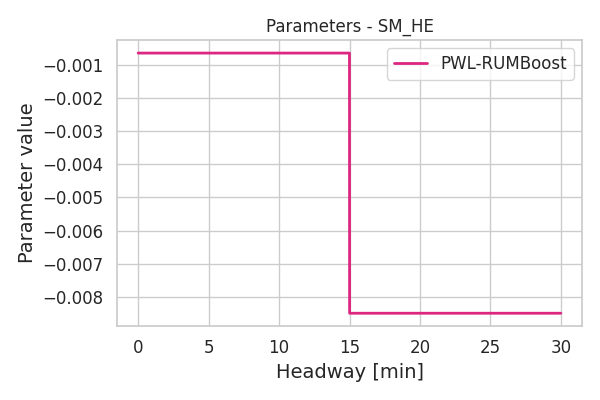 Parameters - SM_HE
PWL-RUMBoost
Parameter value
−0.001
−0.002
−0.003
−0.004
−0.005
−0.006
−0.007
−0.008
0 5 10 15 20 25 30
Headway [min]